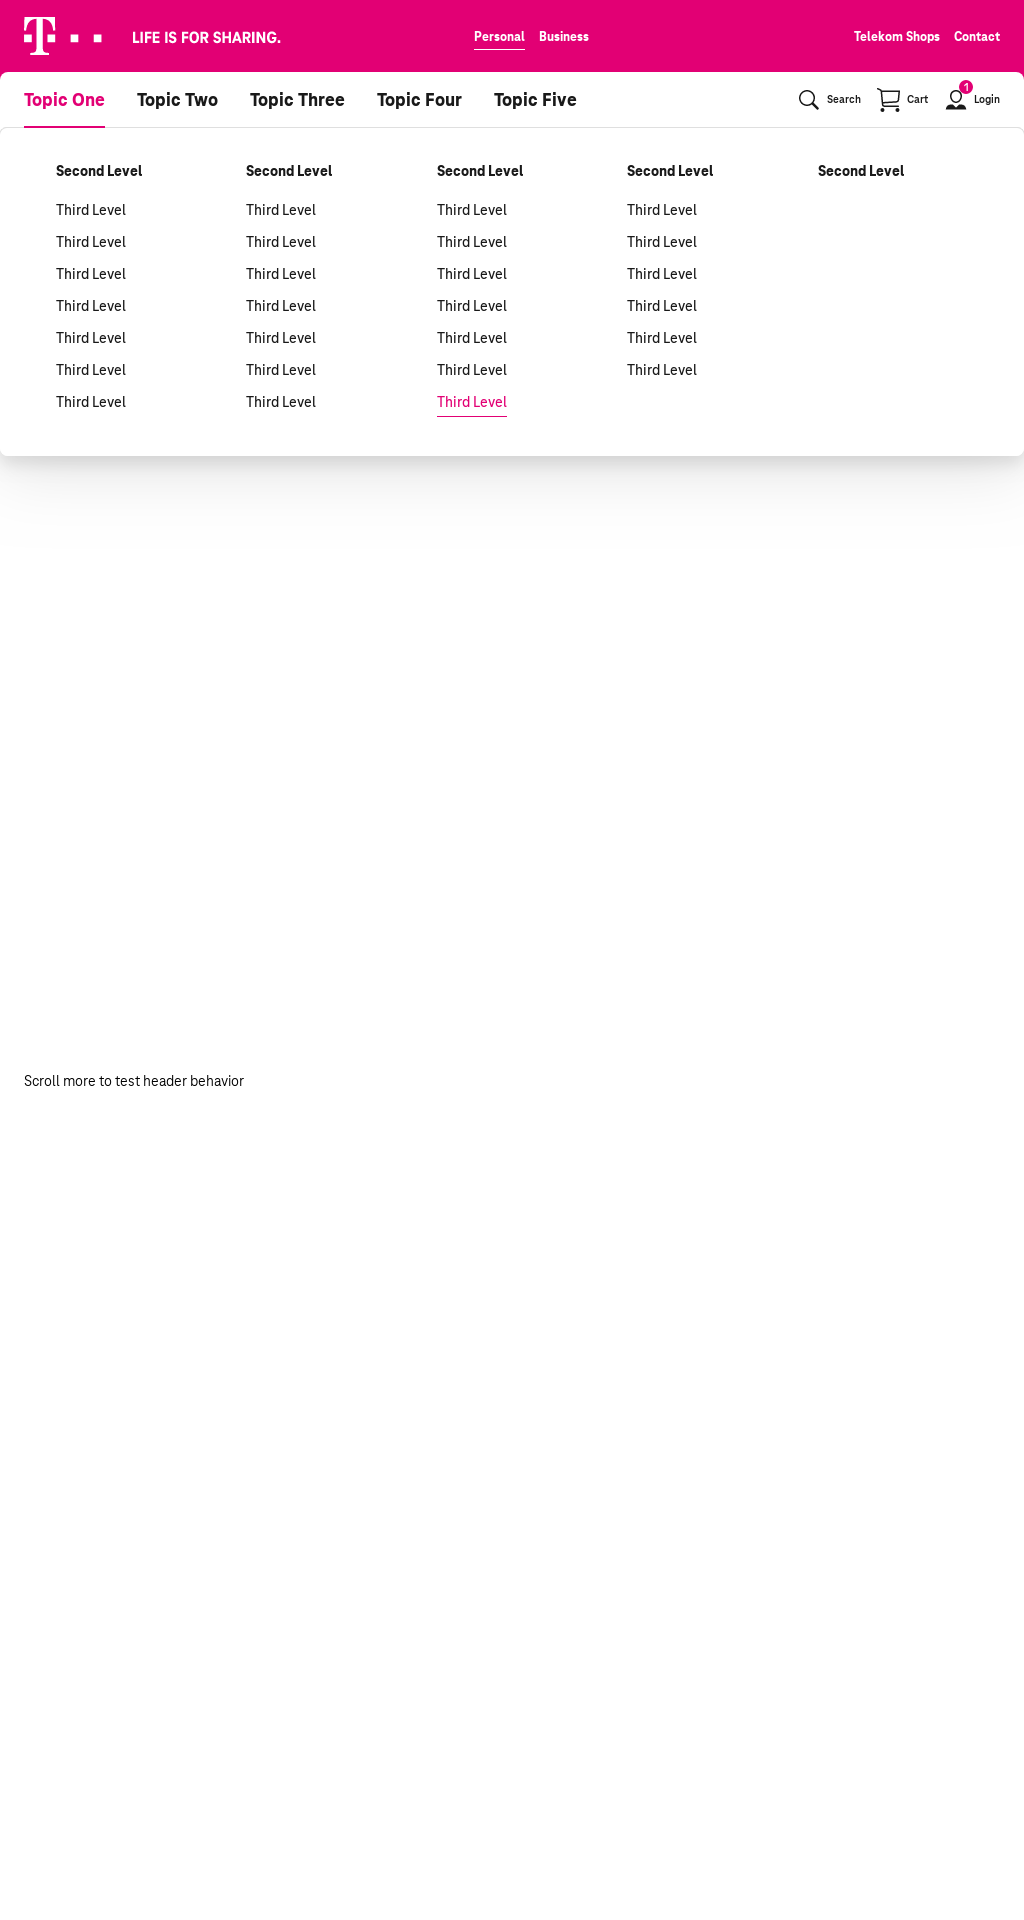 T LIFE IS FOR SHARING. Personal Business Telekom Shops Contact
Topic One Topic Two Topic Three Topic Four Topic Five Search Cart 1 Login
Second Level Second Level Second Level Second Level Second Level
Third Level Third Level Third Level Third Level
Third Level Third Level Third Level Third Level
Third Level Third Level Third Level Third Level
Third Level Third Level Third Level Third Level
Third Level Third Level Third Level Third Level
Third Level Third Level Third Level Third Level
Third Level Third Level Third Level
Scroll more to test header behavior